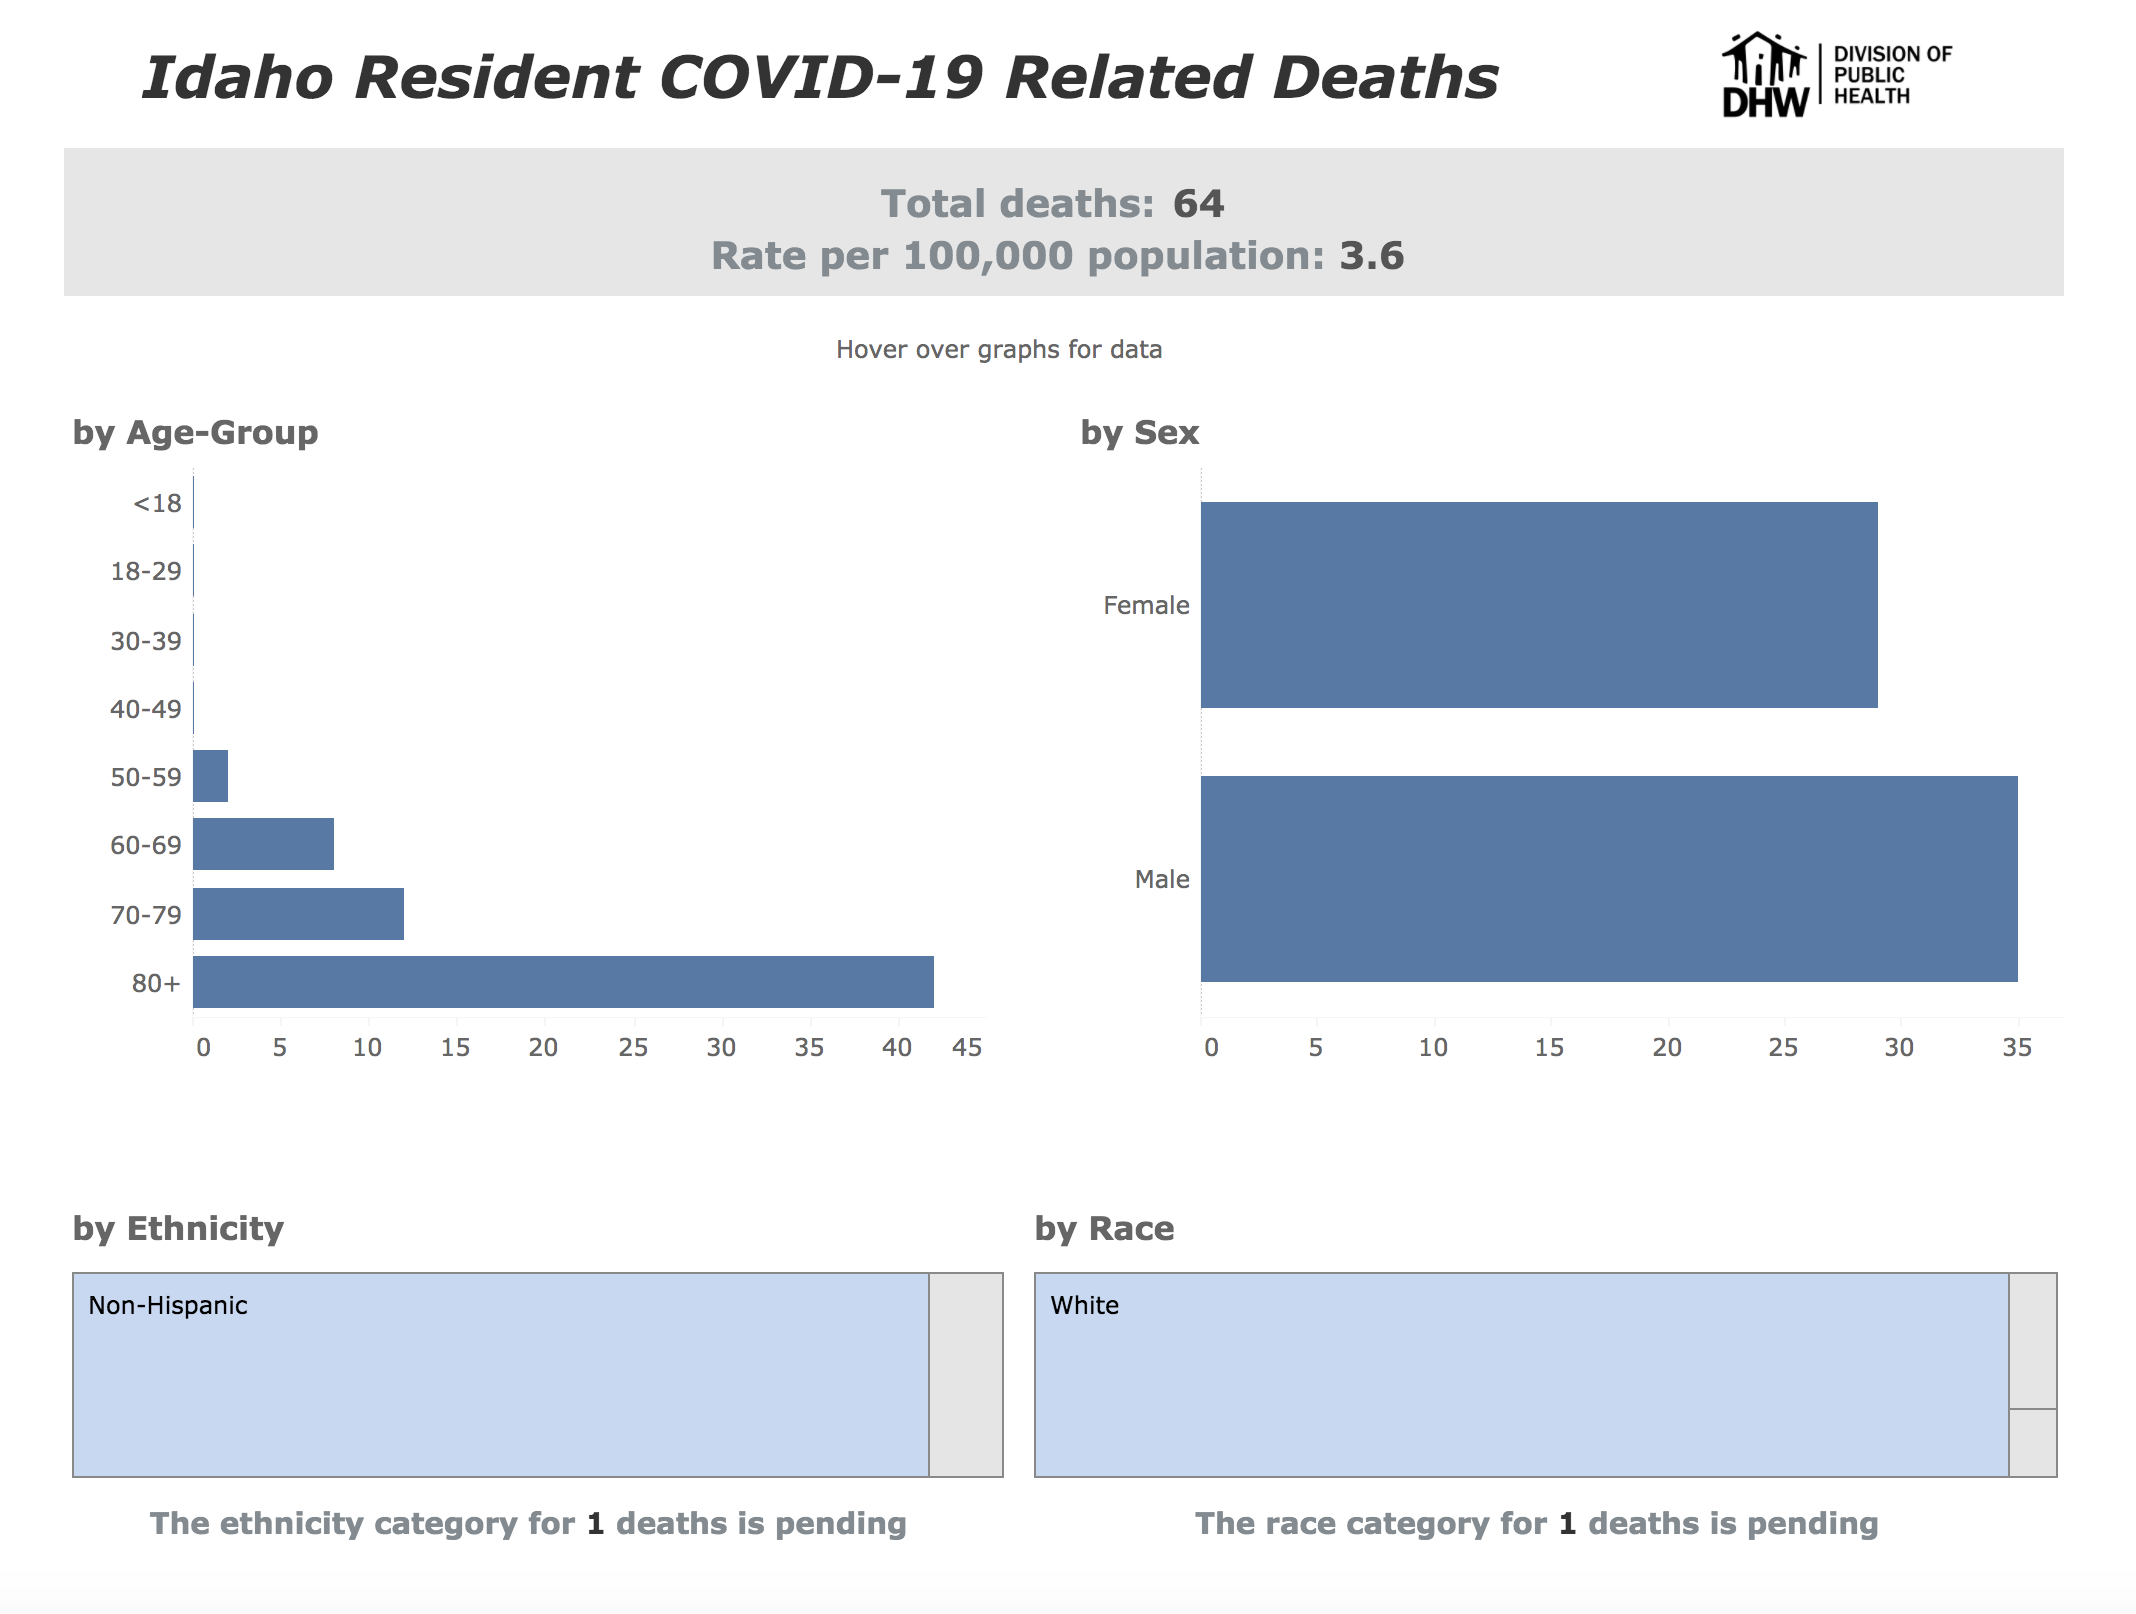 Idaho Resident COVID-19 Related Deaths
DHW
DIVISION OF
PUBLIC
HEALTH
Total deaths: 64
Rate per 100,000 population: 3.6
Hover over graphs for data
by Age-Group
<18
18-29
30-39
40-49
50-59
60-69
70-79
80+
0 5 10 15 20 25 30 35 40 45
by Sex
Female
Male
0 5 10 15 20 25 30 35
by Ethnicity
Non-Hispanic
The ethnicity category for 1 deaths is pending
by Race
White
The race category for 1 deaths is pending